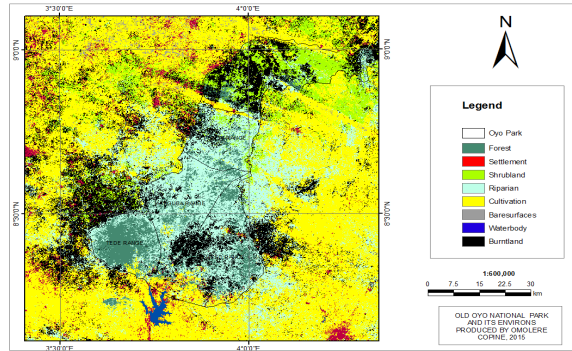 3°30'0"E
4°0'0"E
N
9°0'0"N
9°0'0"N
Legend
Oyo Park
Forest
Settlement
Shrubland
Riparian
Cultivation
Baresurfaces
Waterbody
Burntland
8°30'0"N
8°30'0"N
RANGE
TEDE RANGE
1:600,000
0 7.5 15 22.5 30
km
OLD OYO NATIONAL PARK
AND ITS ENVIRONS
PRODUCED BY OMOLERE
COPINE, 2015
3°30'0"E
4°0'0"E